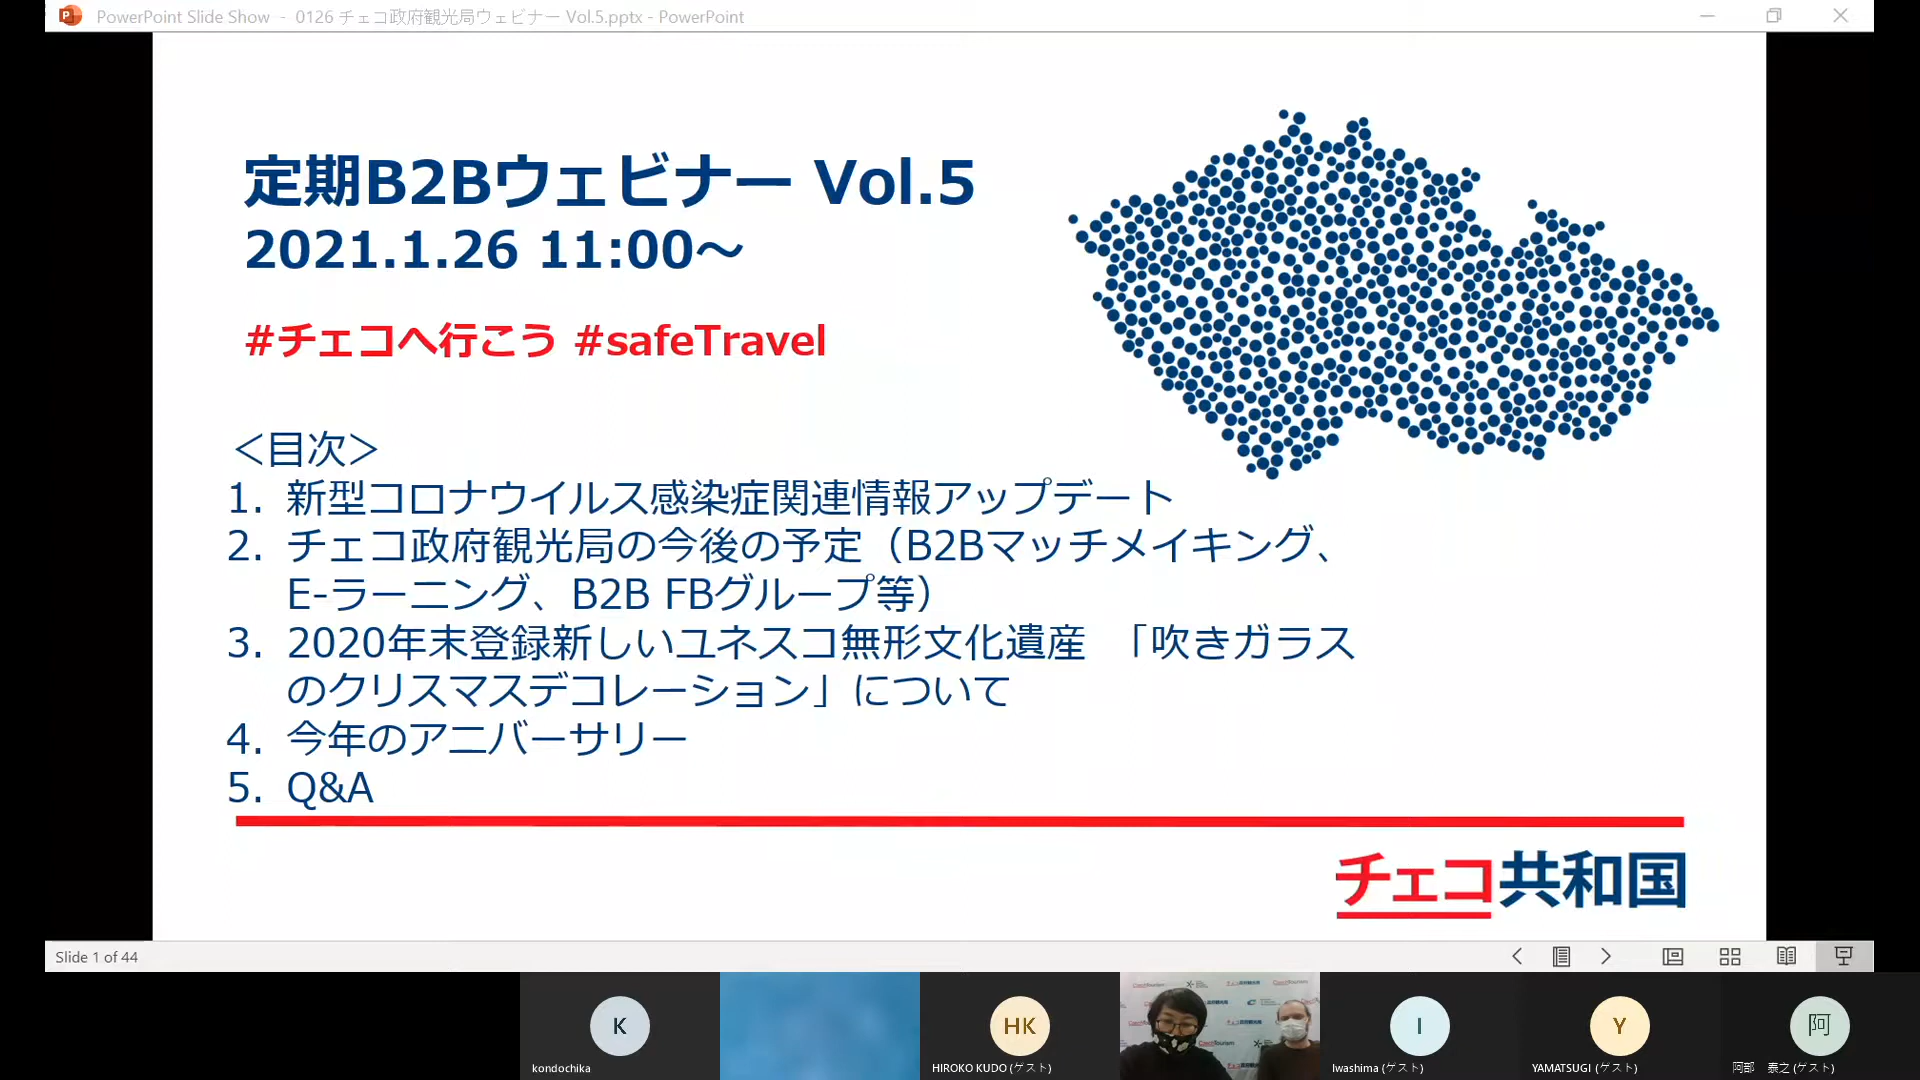 PowerPoint Slide Show - 0126 チェコ政府観光局ウェビナー Vol.5.pptx - PowerPoint
定期B2Bウェビナー Vol.5
2021.1.26 11:00～
#チェコへ行こう #safeTravel
＜目次＞
1. 新型コロナウイルス感染症関連情報アップデート
2. チェコ政府観光局の今後の予定（B2Bマッチメイキング、
E-ラーニング、B2B FBグループ等）
3. 2020年末登録新しいユネスコ無形文化遺産 「吹きガラス
のクリスマスデコレーション」について
4. 今年のアニバーサリー
5. Q&A
チェコ共和国
Slide 1 of 44
K
HK
I
Y
阿
kondochika
HIROKO KUDO (ゲスト)
Iwashima (ゲスト)
YAMATSUGI (ゲスト)
阿部 泰之 (ゲスト)